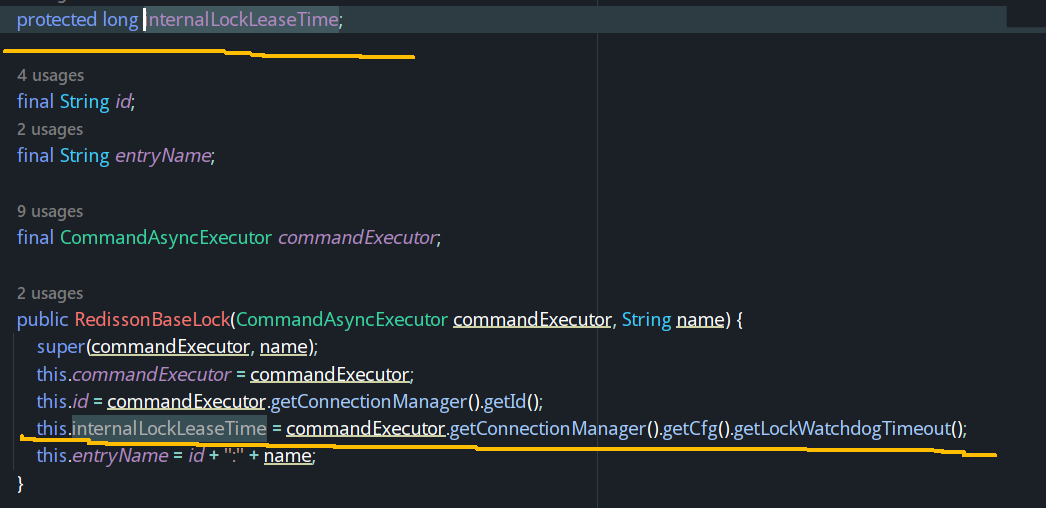 protected long internalLockLeaseTime;
4 usages
final String id;
2 usages
final String entryName;
9 usages
final CommandAsyncExecutor commandExecutor;
2 usages
public RedissonBaseLock(CommandAsyncExecutor commandExecutor, String name) {
super(commandExecutor, name);
this.commandExecutor = commandExecutor;
this.id = commandExecutor.getConnectionManager().getId();
this.internalLockLeaseTime = commandExecutor.getConnectionManager().getCfg().getLockWatchdogTimeout();
this.entryName = id + ":" + name;
}